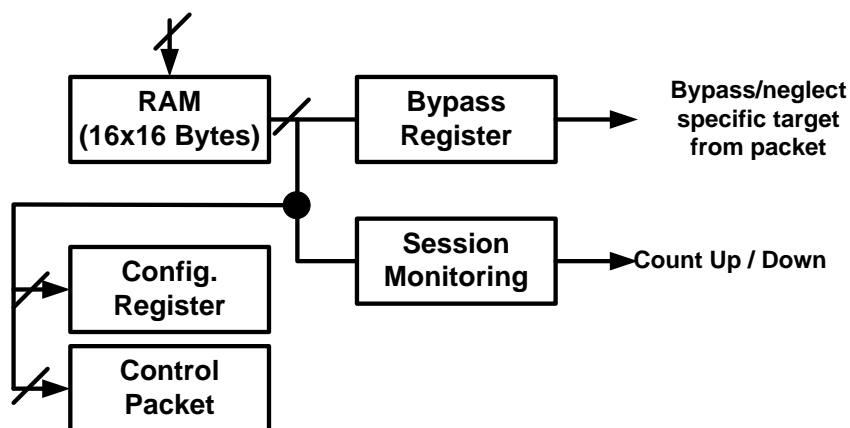 RAM
(16x16 Bytes)
Bypass
Register
Bypass/neglect
specific target
from packet
Session
Monitoring
Count Up / Down
Config.
Register
Control
Packet